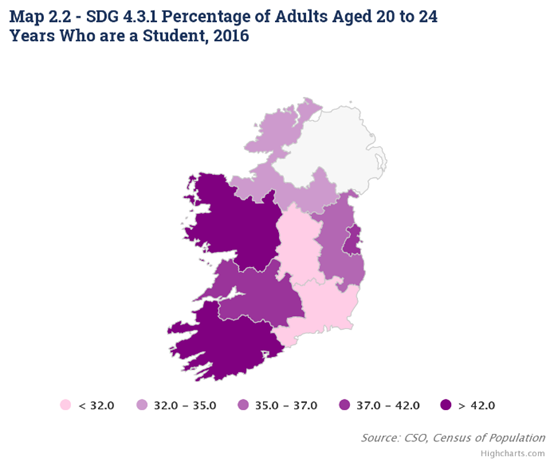 Map 2.2 - SDG 4.3.1 Percentage of Adults Aged 20 to 24
Years Who are a Student, 2016
< 32.0 32.0 – 35.0 35.0 – 37.0 37.0 – 42.0 > 42.0
Source: CSO, Census of Population
Highcharts.com